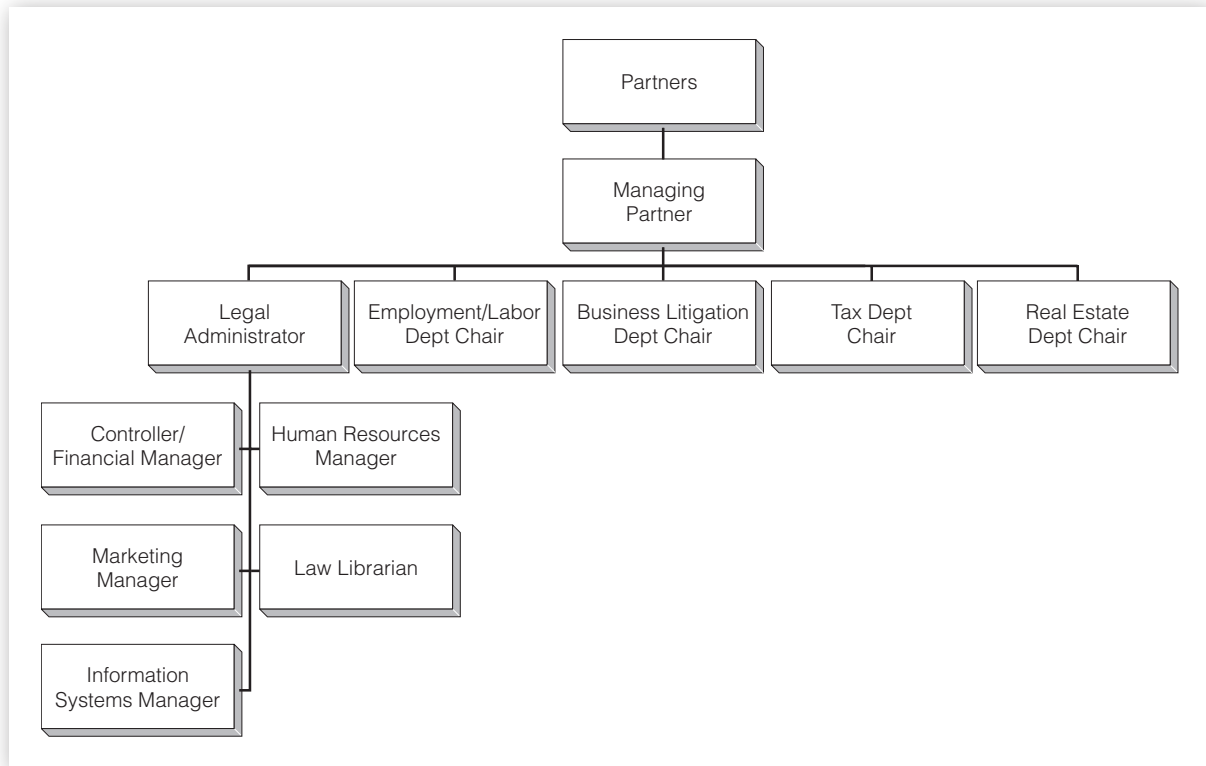 Partners
Managing
Partner
Legal
Administrator
Employment/Labor
Dept Chair
Business Litigation
Dept Chair
Tax Dept
Chair
Real Estate
Dept Chair
Controller/
Financial Manager
Human Resources
Manager
Marketing
Manager
Law Librarian
Information
Systems Manager